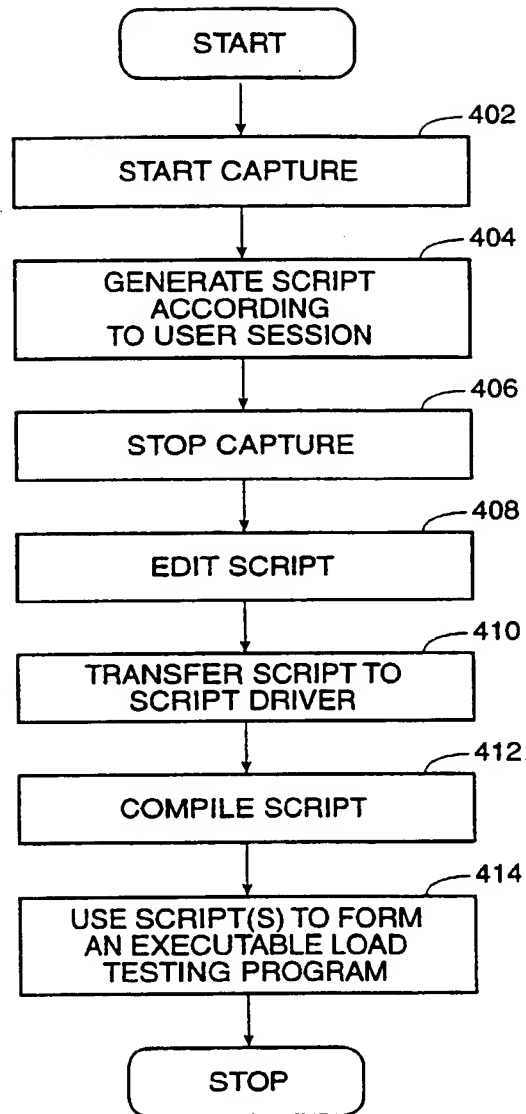 START
402
START CAPTURE
404
GENERATE SCRIPT
ACCORDING
TO USER SESSION
406
STOP CAPTURE
408
EDIT SCRIPT
410
TRANSFER SCRIPT TO
SCRIPT DRIVER
412
COMPILE SCRIPT
414
USE SCRIPT(S) TO FORM
AN EXECUTABLE LOAD
TESTING PROGRAM
STOP